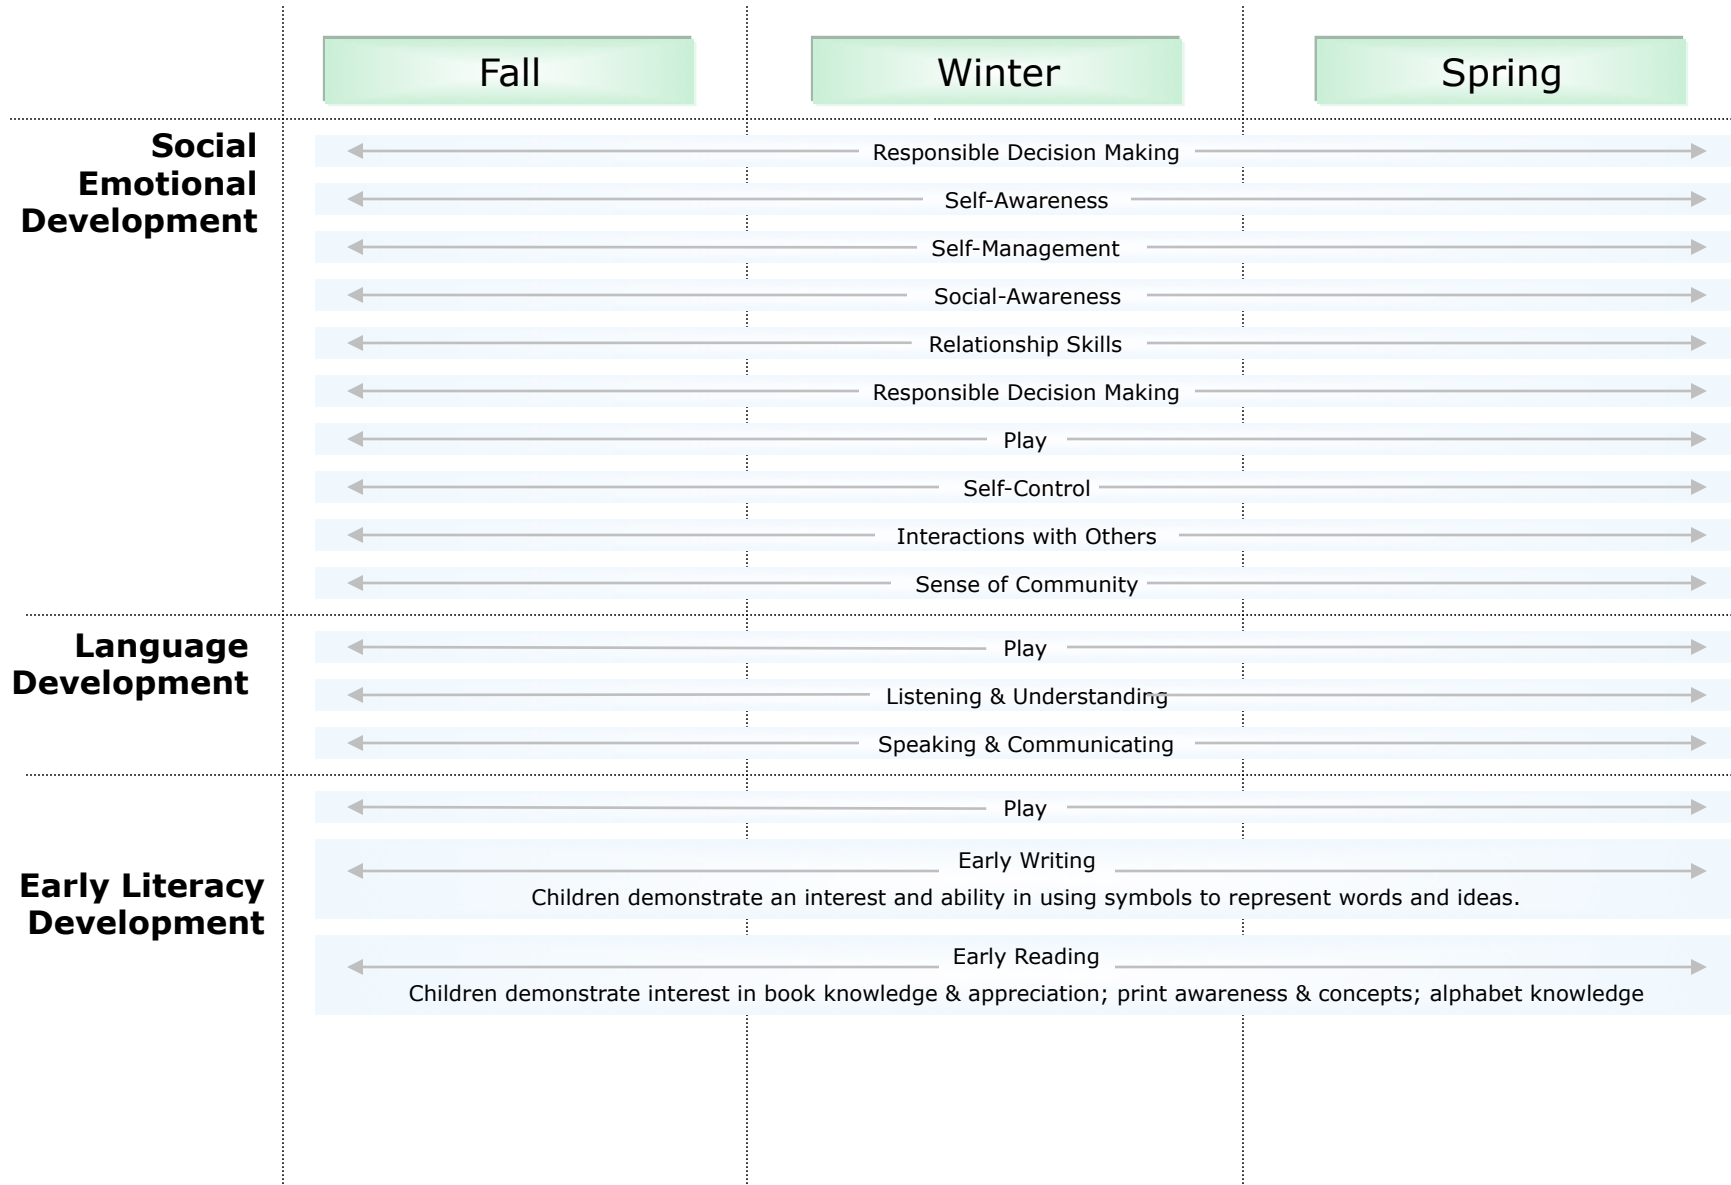 Fall
Winter
Spring
Social
Emotional
Development
Responsible Decision Making
Self-Awareness
Self-Management
Social-Awareness
Relationship Skills
Responsible Decision Making
Play
Self-Control
Interactions with Others
Sense of Community
Language
Development
Play
Listening & Understanding
Speaking & Communicating
Early Literacy
Development
Play
Early Writing
Children demonstrate an interest and ability in using symbols to represent words and ideas.
Early Reading
Children demonstrate interest in book knowledge & appreciation; print awareness & concepts; alphabet knowledge